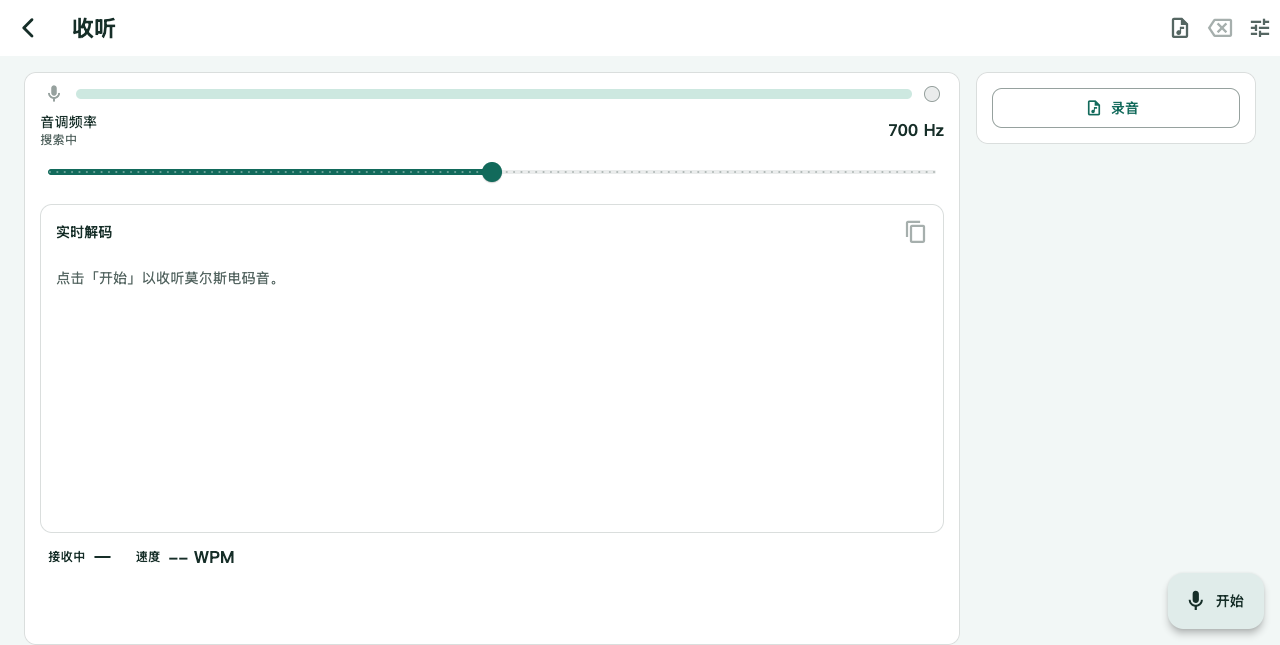 收听
音调频率
搜索中
700 Hz
实时解码
点击「开始」以收听莫尔斯电码音。
接收中 — 速度 -- WPM
录音
开始